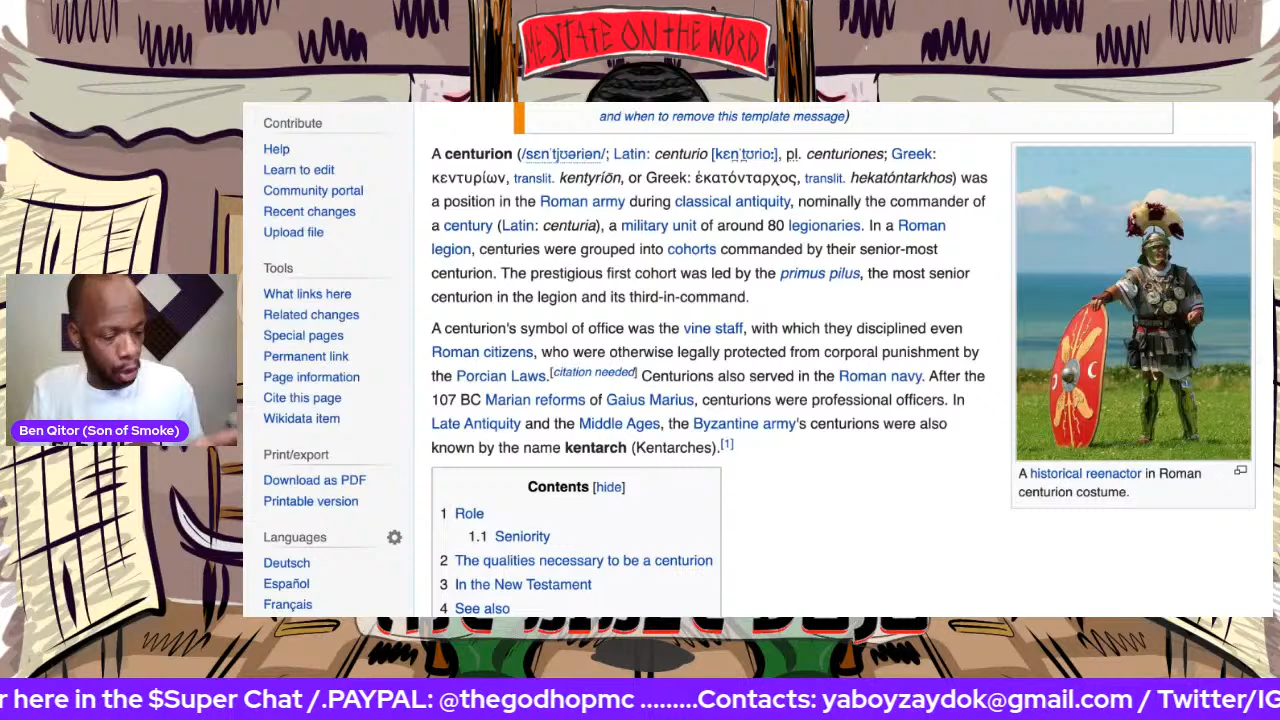 MEDITATE ON THE WORD
and when to remove this template message)
Contribute
Help
Learn to edit
Community portal
Recent changes
Upload file
Tools
What links here
Related changes
Special pages
Permanent link
Page information
Cite this page
Wikidata item
Print/export
Download as PDF
Printable version
Languages
Deutsch
Español
Français
A centurion (/sɛnˈtjʊəriən/; Latin: centurio [kɛn̪ˈt̪ʊrioː], pl. centuriones; Greek:
κεντυρίων, translit. kentyríōn, or Greek: ἑκατόνταρχος, translit. hekatóntarkhos) was
a position in the Roman army during classical antiquity, nominally the commander of
a century (Latin: centuria), a military unit of around 80 legionaries. In a Roman
legion, centuries were grouped into cohorts commanded by their senior-most
centurion. The prestigious first cohort was led by the primus pilus, the most senior
centurion in the legion and its third-in-command.
A centurion's symbol of office was the vine staff, with which they disciplined even
Roman citizens, who were otherwise legally protected from corporal punishment by
the Porcian Laws.[citation needed] Centurions also served in the Roman navy. After the
107 BC Marian reforms of Gaius Marius, centurions were professional officers. In
Late Antiquity and the Middle Ages, the Byzantine army's centurions were also
known by the name kentarch (Kentarches).[1]
Contents [hide]
1 Role
1.1 Seniority
2 The qualities necessary to be a centurion
3 In the New Testament
4 See also
A historical reenactor in Roman
centurion costume.
Ben Qitor (Son of Smoke)
r here in the $Super Chat /.PAYPAL: @thegodhopmc .........Contacts: yaboyzaydok@gmail.com / Twitter/IG